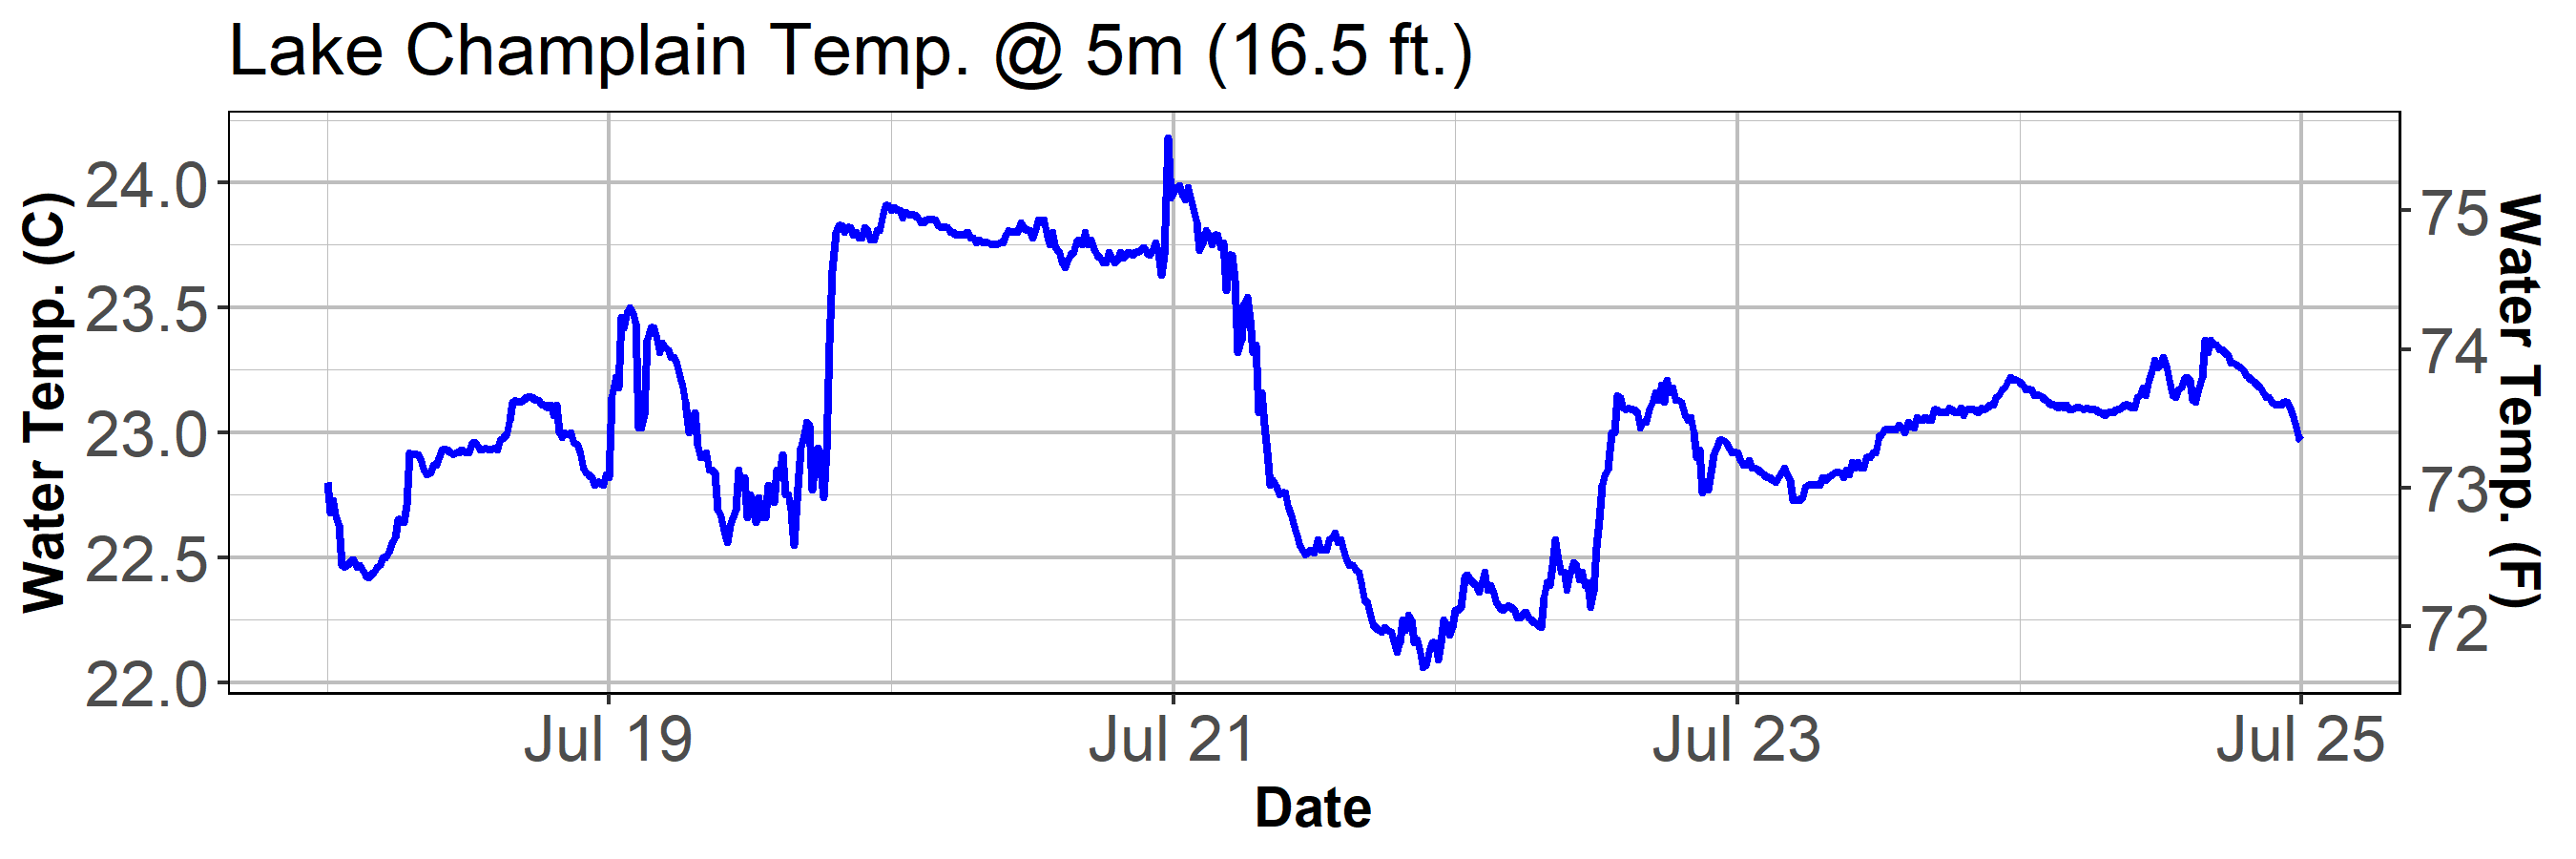 Lake Champlain Temp. @ 5m (16.5 ft.)
Water Temp. (C)
24.0
23.5
23.0
22.5
22.0
75
74
73
72
Water Temp. (F)
Jul 19 Jul 21 Jul 23 Jul 25
Date